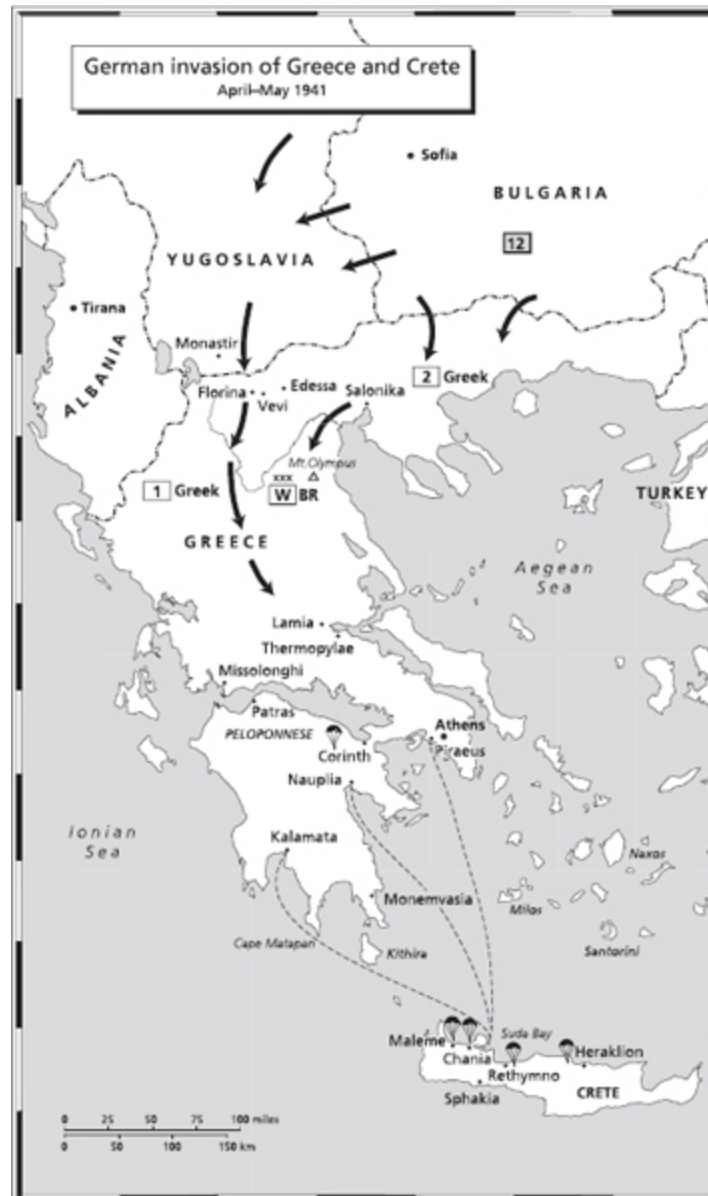 German invasion of Greece and Crete
April–May 1941
Sofia
BULGARIA
12
YUGOSLAVIA
Tirana
ALBANIA
Monastir
2 Greek
Florina
Vevi
Edessa
Salonika
Mt. Olympus
xxx
W BR
1 Greek
TURKEY
GREECE
Aegean
Sea
Lamia
Thermopylae
Missolonghi
Patras
PELOPONNESE
Athens
Piraeus
Corinth
Nauplia
Ionian
Sea
Kalamata
Naxos
Monemvasia
Milos
Cape Matapan
Kithira
Santorini
Maleme
Suda Bay
Chania
Heraklion
Rethymno
CRETE
Sphakia
0 25 50 75 100 miles
0 50 100 150 km